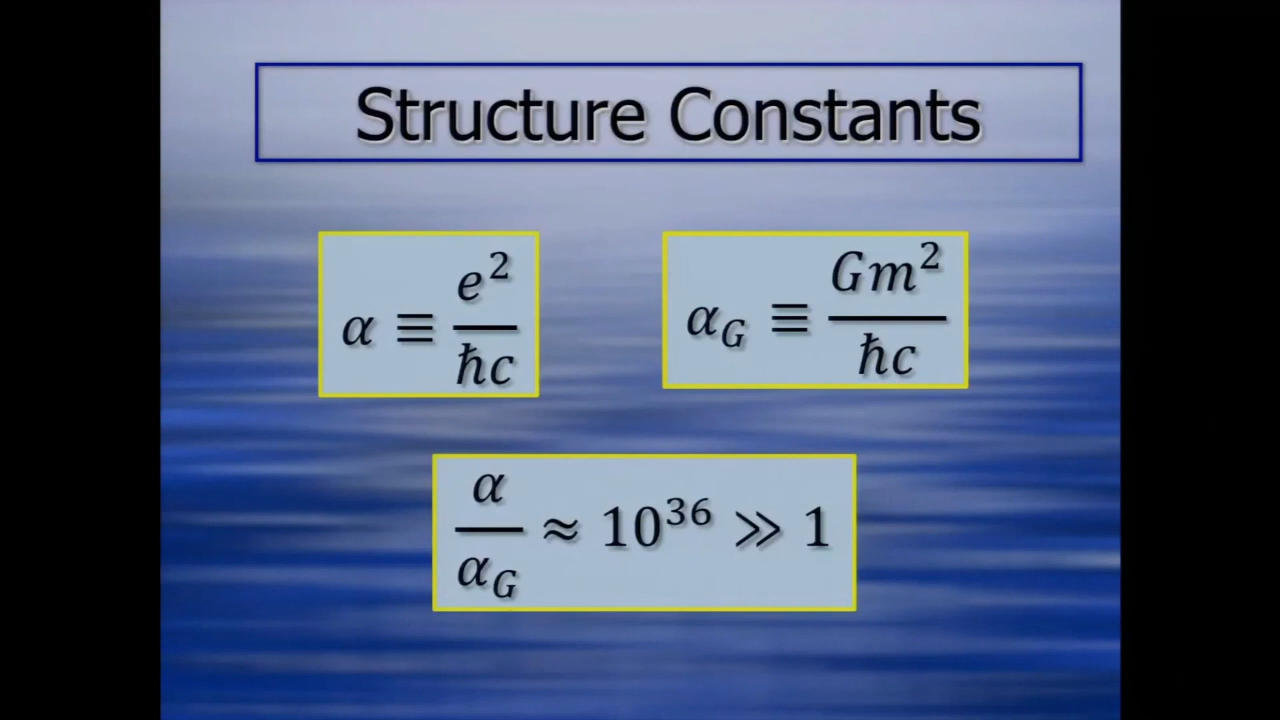 Structure Constants
α ≡ e²/ħc
α_G ≡ Gm²/ħc
α/α_G ≈ 10³⁶ ≫ 1